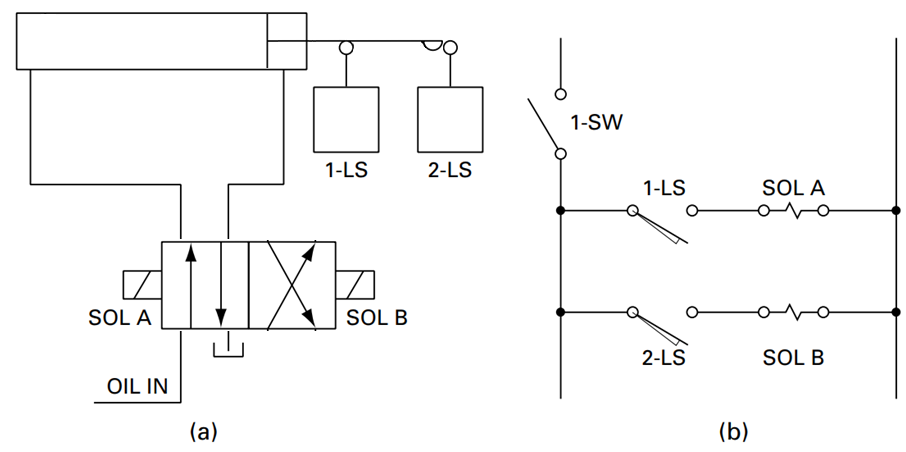 1-LS
2-LS
SOL A
SOL B
OIL IN
(a)
1-SW
1-LS
SOL A
2-LS
SOL B
(b)